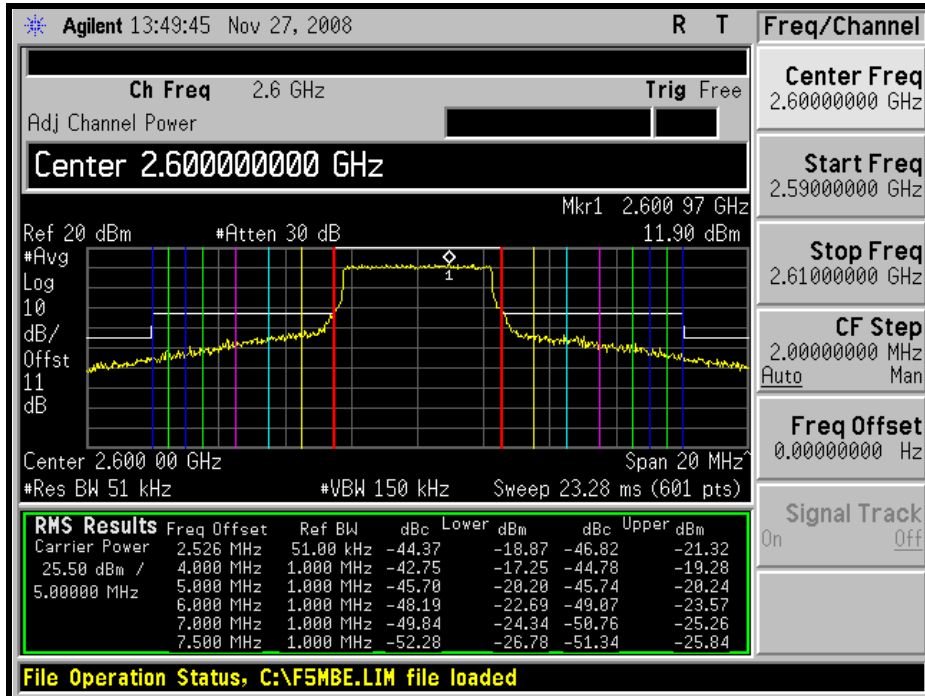 Agilent 13:49:45 Nov 27, 2008 R T
Freq/Channel
Ch Freq 2.6 GHz Trig Free
Adj Channel Power
Center 2.600000000 GHz
Mkr1 2.600 97 GHz
Ref 20 dBm #Atten 30 dB 11.90 dBm
#Avg
Log
10
dB/
Offst
11
dB
1
Center 2.600 00 GHz Span 20 MHz^
#Res BW 51 kHz #VBW 150 kHz Sweep 23.28 ms (601 pts)
RMS Results Freq Offset Ref BW dBc Lower dBm dBc Upper dBm
Carrier Power 2.526 MHz 51.00 kHz -44.37 -18.87 -46.82 -21.32
25.50 dBm / 4.000 MHz 1.000 MHz -42.75 -17.25 -44.78 -19.28
5.00000 MHz 5.000 MHz 1.000 MHz -45.70 -20.20 -45.74 -20.24
6.000 MHz 1.000 MHz -48.19 -22.69 -49.07 -23.57
7.000 MHz 1.000 MHz -49.84 -24.34 -50.76 -25.26
7.500 MHz 1.000 MHz -52.28 -26.78 -51.34 -25.84
File Operation Status, C:\F5MBE.LIM file loaded
Center Freq
2.60000000 GHz
Start Freq
2.59000000 GHz
Stop Freq
2.61000000 GHz
CF Step
2.00000000 MHz
Auto Man
Freq Offset
0.00000000 Hz
Signal Track
On Off